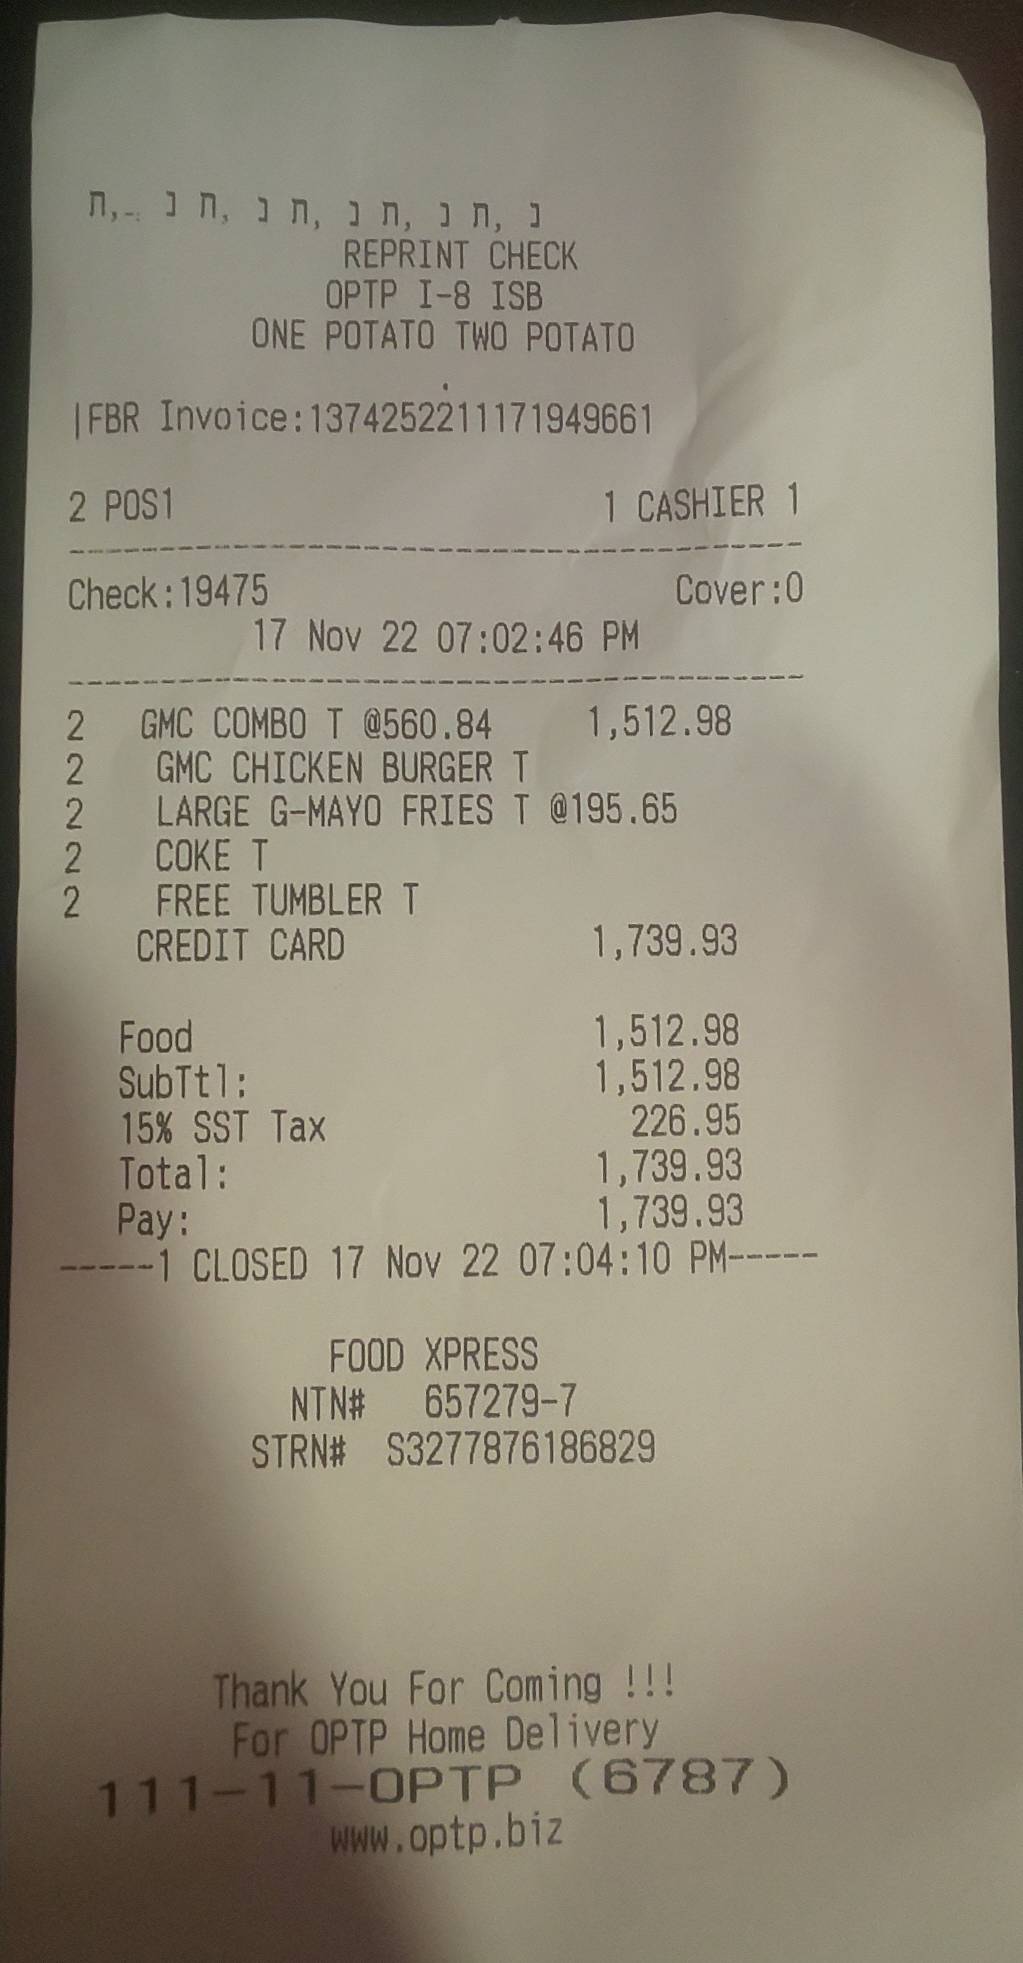 ת,-: נ ת, נ ת, נ ת, נ ת, נ
REPRINT CHECK
OPTP I-8 ISB
ONE POTATO TWO POTATO
|FBR Invoice:1374252211171949661
2 POS1 1 CASHIER 1
----------------------------------------
Check:19475 Cover:0
17 Nov 22 07:02:46 PM
----------------------------------------
2 GMC COMBO T @560.84 1,512.98
2 GMC CHICKEN BURGER T
2 LARGE G-MAYO FRIES T @195.65
2 COKE T
2 FREE TUMBLER T
CREDIT CARD 1,739.93
Food 1,512.98
SubTtl: 1,512.98
15% SST Tax 226.95
Total: 1,739.93
Pay: 1,739.93
-----1 CLOSED 17 Nov 22 07:04:10 PM-----
FOOD XPRESS
NTN# 657279-7
STRN# S3277876186829
Thank You For Coming !!!
For OPTP Home Delivery
111-11-OPTP (6787)
www.optp.biz